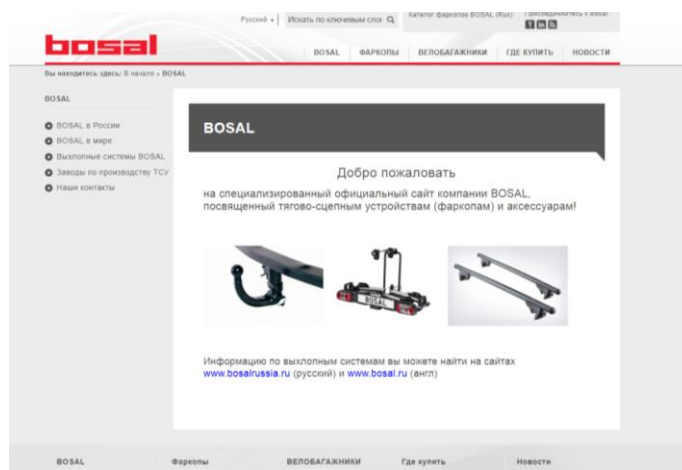 Русский
Искать по ключевым слов
Каталог фаркопов BOSAL (Rus)
Присоединяйтесь к Bosal
bosal
BOSAL ФАРКОПЫ ВЕЛОБАГАЖНИКИ ГДЕ КУПИТЬ НОВОСТИ
Вы находитесь здесь: В начало » BOSAL
BOSAL
BOSAL в России
BOSAL в мире
Выхлопные системы BOSAL
Заводы по производству ТСУ
Наши контакты
BOSAL
Добро пожаловать
на специализированный официальный сайт компании BOSAL,
посвященный тягово-сцепным устройствам (фаркопам) и аксессуарам!
BOSAL
Информацию по выхлопным системам вы можете найти на сайтах
www.bosalrussia.ru (русский) и www.bosal.ru (англ)
BOSAL Фаркопы ВЕЛОБАГАЖНИКИ Где купить Новости